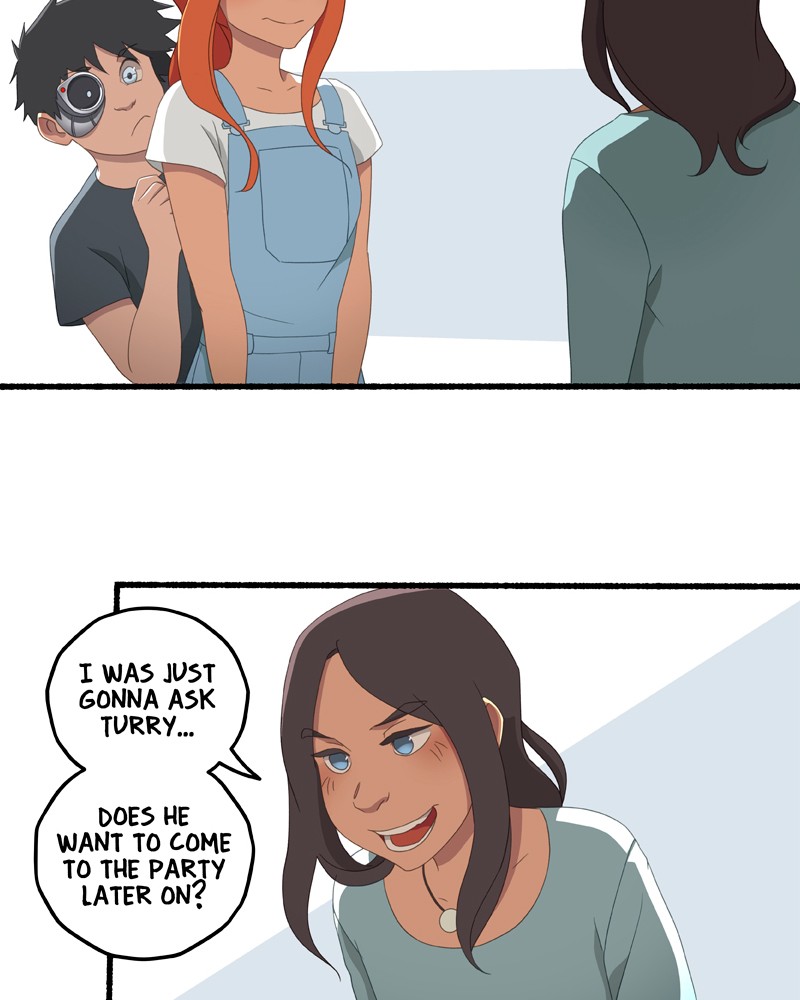 I WAS JUST
GONNA ASK
TURRY...
DOES HE
WANT TO COME
TO THE PARTY
LATER ON?